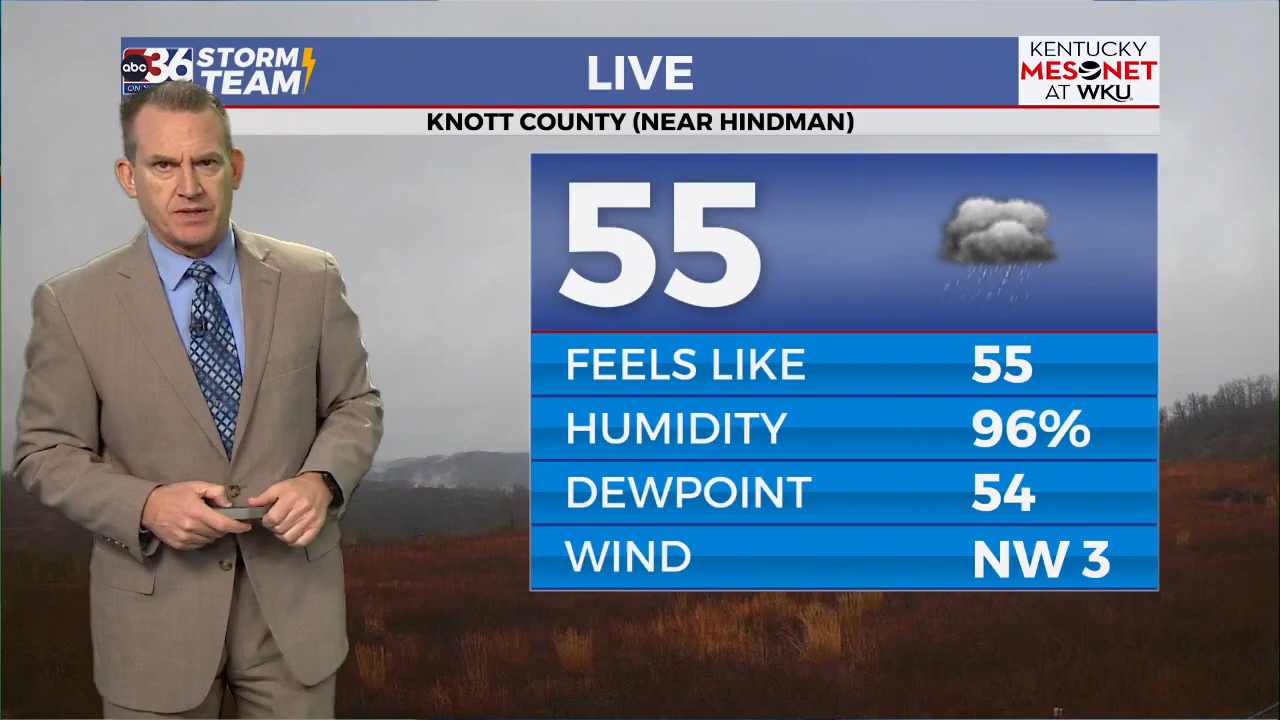 abc 36
ON Y
STORM
TEAM
LIVE
KENTUCKY
MESONET
AT WKU
KNOTT COUNTY (NEAR HINDMAN)
55
FEELS LIKE 55
HUMIDITY 96%
DEWPOINT 54
WIND NW 3